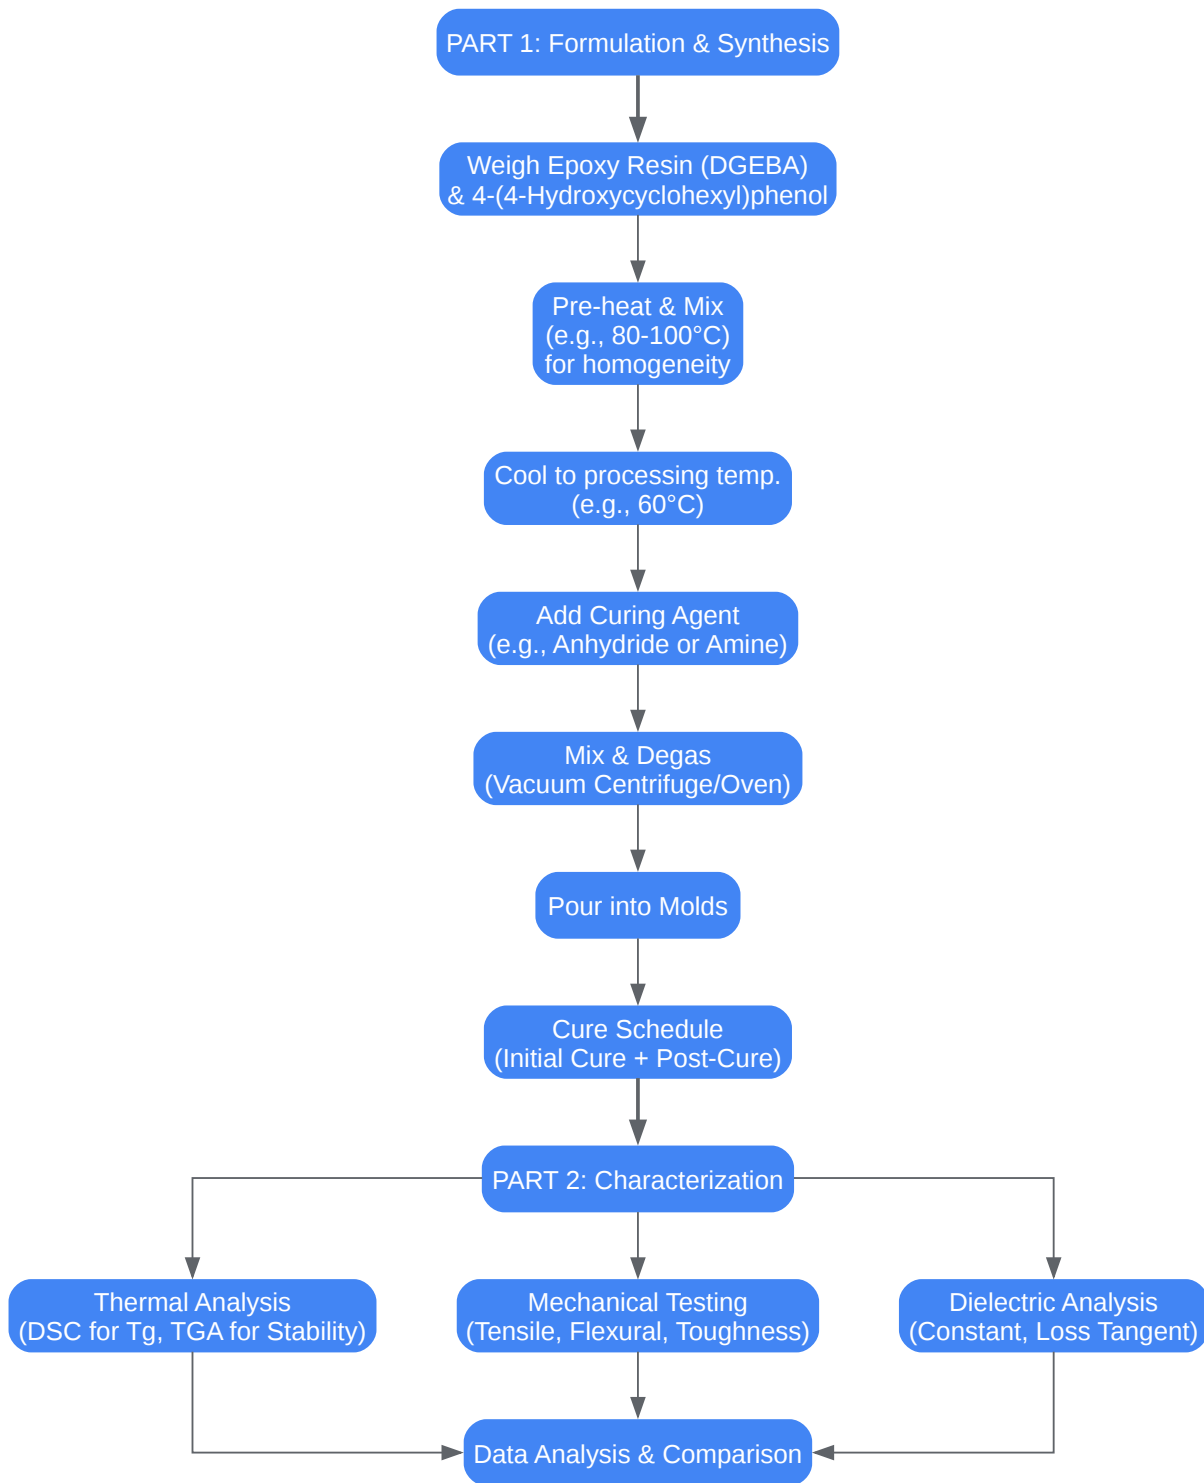 PART 1: Formulation & Synthesis
Weigh Epoxy Resin (DGEBA)
& 4-(4-Hydroxycyclohexyl)phenol
Pre-heat & Mix
(e.g., 80-100°C)
for homogeneity
Cool to processing temp.
(e.g., 60°C)
Add Curing Agent
(e.g., Anhydride or Amine)
Mix & Degas
(Vacuum Centrifuge/Oven)
Pour into Molds
Cure Schedule
(Initial Cure + Post-Cure)
PART 2: Characterization
Thermal Analysis
(DSC for Tg, TGA for Stability)
Mechanical Testing
(Tensile, Flexural, Toughness)
Dielectric Analysis
(Constant, Loss Tangent)
Data Analysis & Comparison